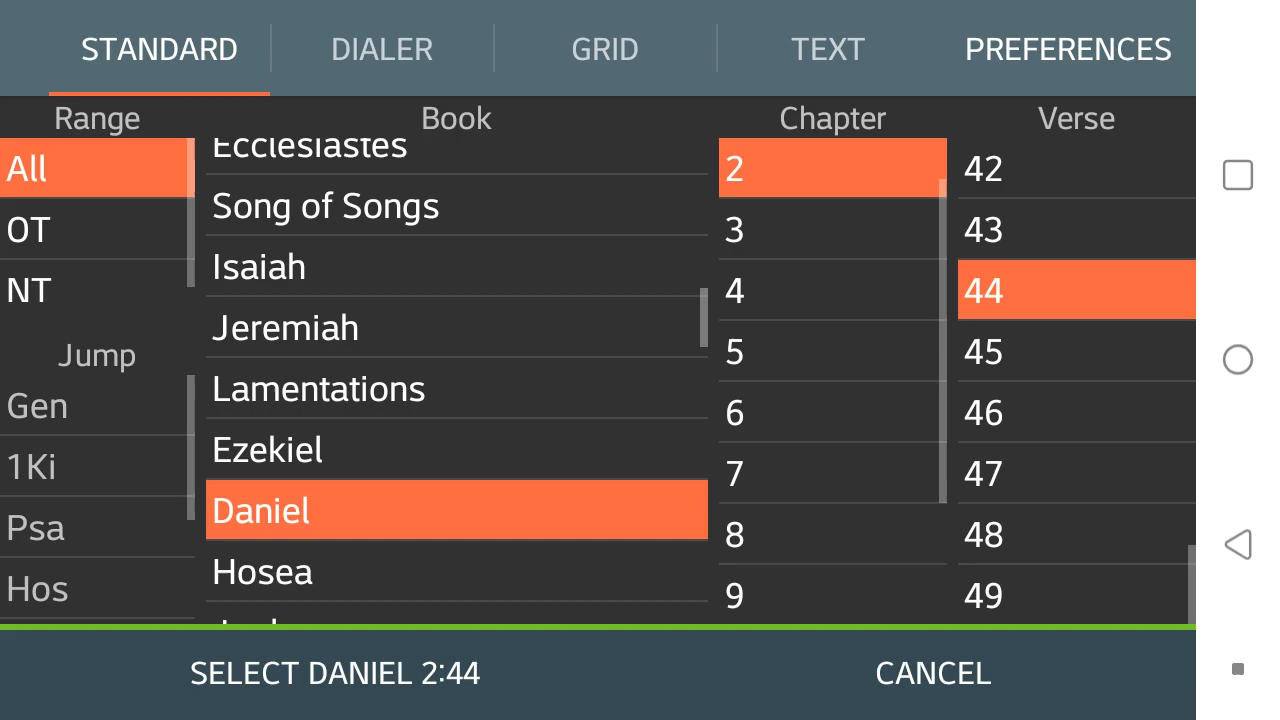 STANDARD DIALER GRID TEXT PREFERENCES
Range Book Chapter Verse
All
OT
NT
Jump
Gen
1Ki
Psa
Hos
Ecclesiastes
Song of Songs
Isaiah
Jeremiah
Lamentations
Ezekiel
Daniel
Hosea
2
3
4
5
6
7
8
9
42
43
44
45
46
47
48
49
SELECT DANIEL 2:44 CANCEL